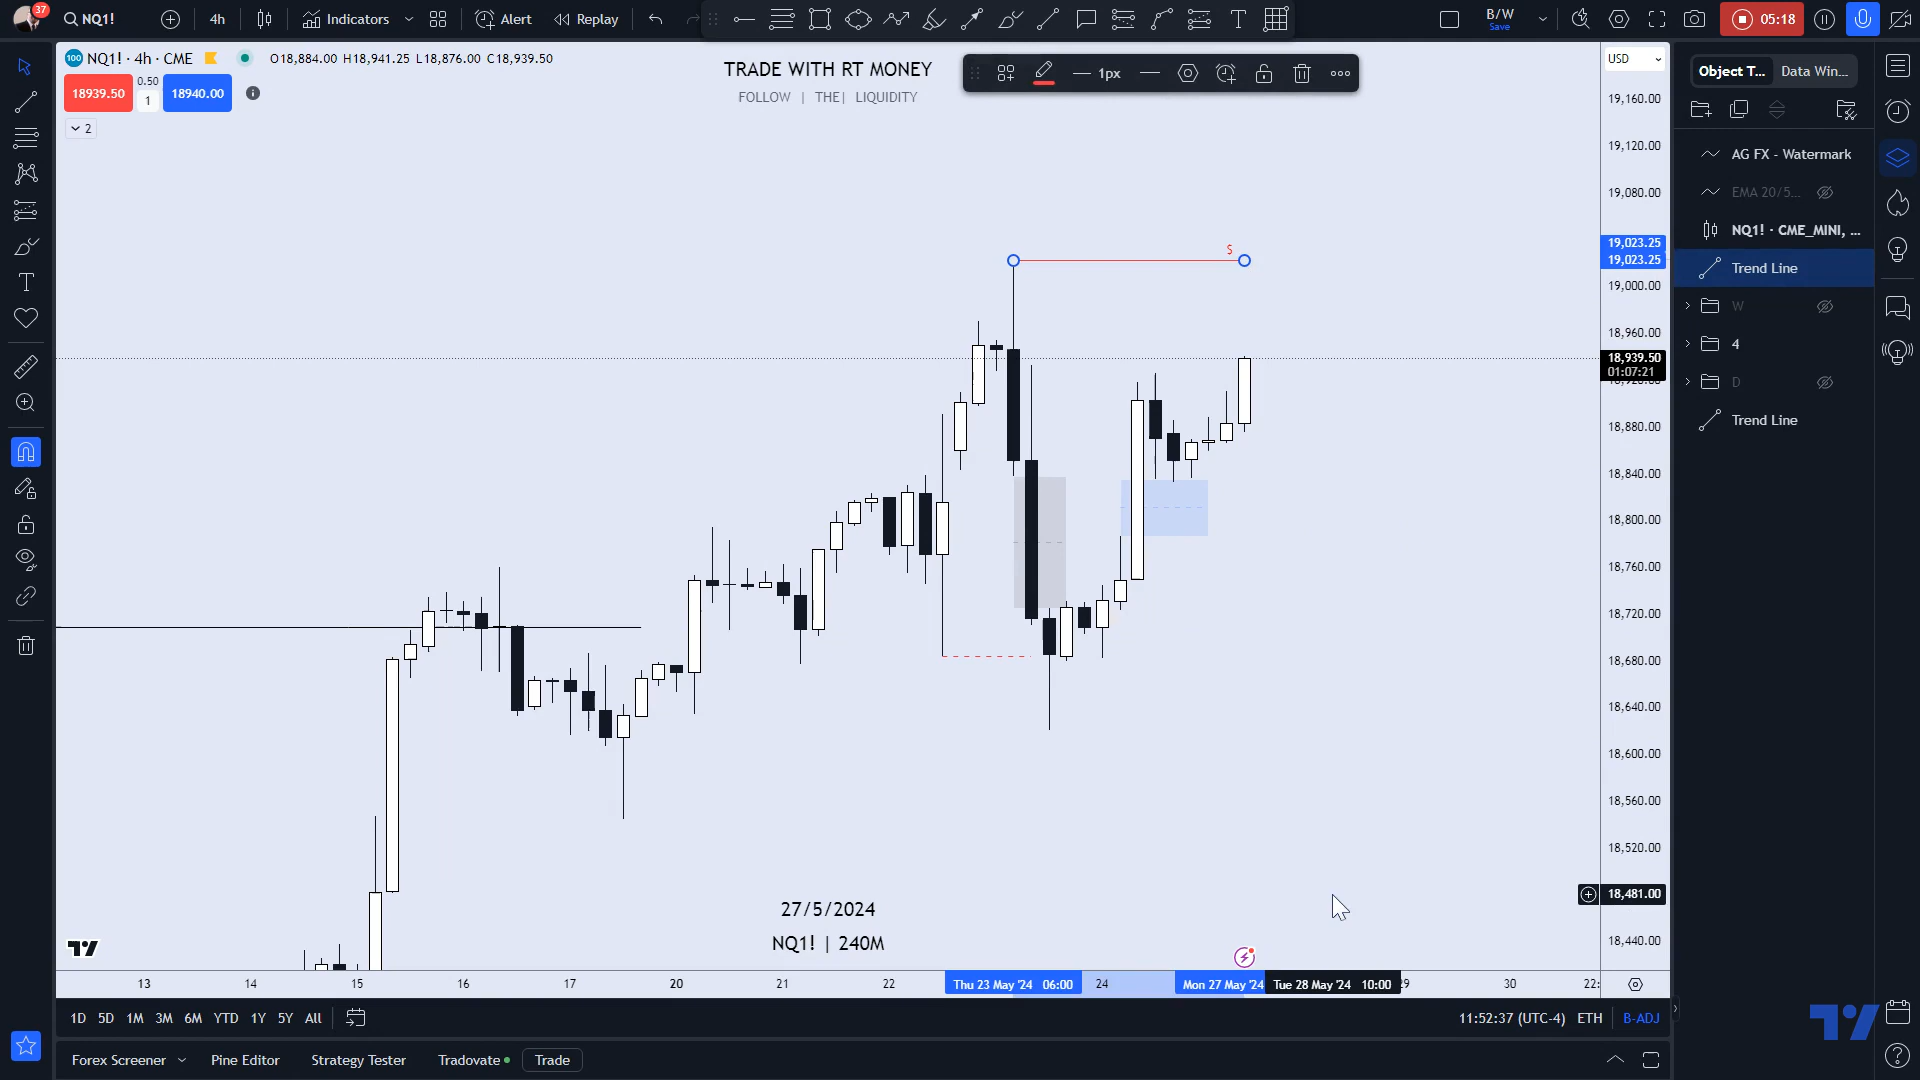 37
NQ1!
4h
Indicators
Alert
Replay
B/W
Save
05:18
NQ1! · 4h · CME
O18,884.00 H18,941.25 L18,876.00 C18,939.50
18939.50
0.50
1
18940.00
2
TRADE WITH RT MONEY
FOLLOW | THE| LIQUIDITY
1px
USD
Object T...
Data Win...
AG FX - Watermark
EMA 20/5...
NQ1! · CME_MINI, ...
Trend Line
W
4
D
Trend Line
$
19,160.00
19,120.00
19,080.00
19,023.25
19,023.25
19,000.00
18,960.00
18,939.50
01:07:21
18,880.00
18,840.00
18,800.00
18,760.00
18,720.00
18,680.00
18,640.00
18,600.00
18,560.00
18,520.00
18,481.00
18,440.00
27/5/2024
NQ1! | 240M
13
14
15
16
17
20
21
22
Thu 23 May '24 06:00
24
Mon 27 May '24
Tue 28 May '24 10:00
30
22:
1D 5D 1M 3M 6M YTD 1Y 5Y All
11:52:37 (UTC-4) ETH B-ADJ
Forex Screener
Pine Editor
Strategy Tester
Tradovate
Trade